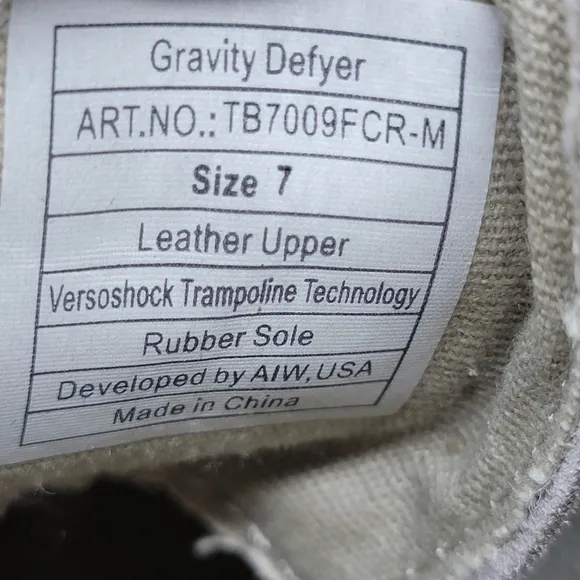 Gravity Defyer
ART.NO.:TB7009FCR-M
Size 7
Leather Upper
Versoshock Trampoline Technology
Rubber Sole
Developed by AIW,USA
Made in China